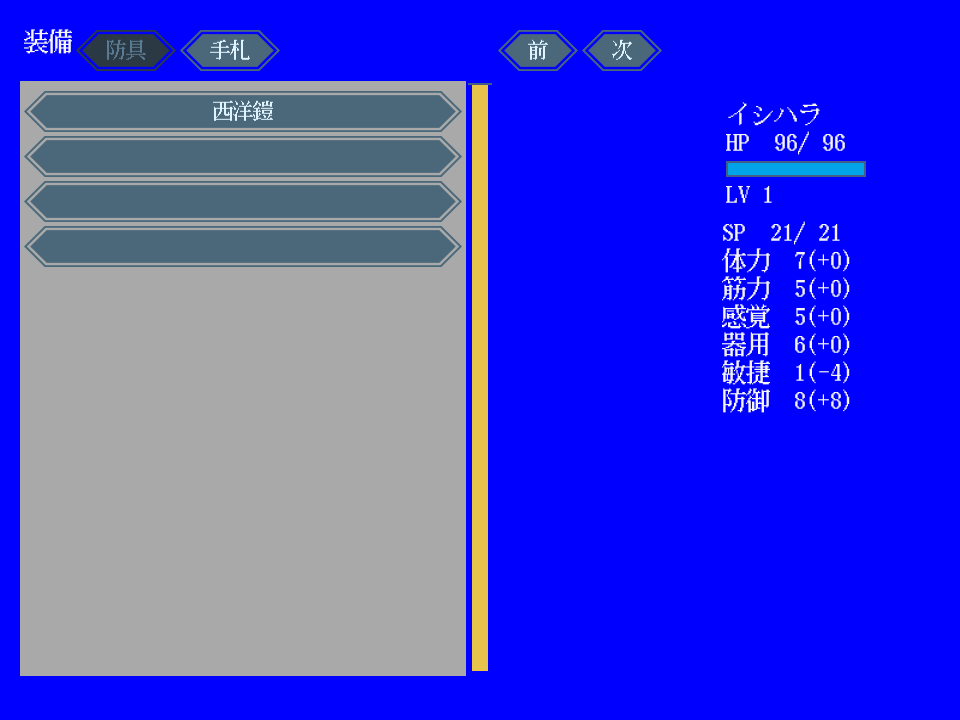 装備 防具 手札 前 次
西洋鎧
イシハラ
HP 96/ 96
LV 1
SP 21/ 21
体力 7(+0)
筋力 5(+0)
感覚 5(+0)
器用 6(+0)
敏捷 1(-4)
防御 8(+8)